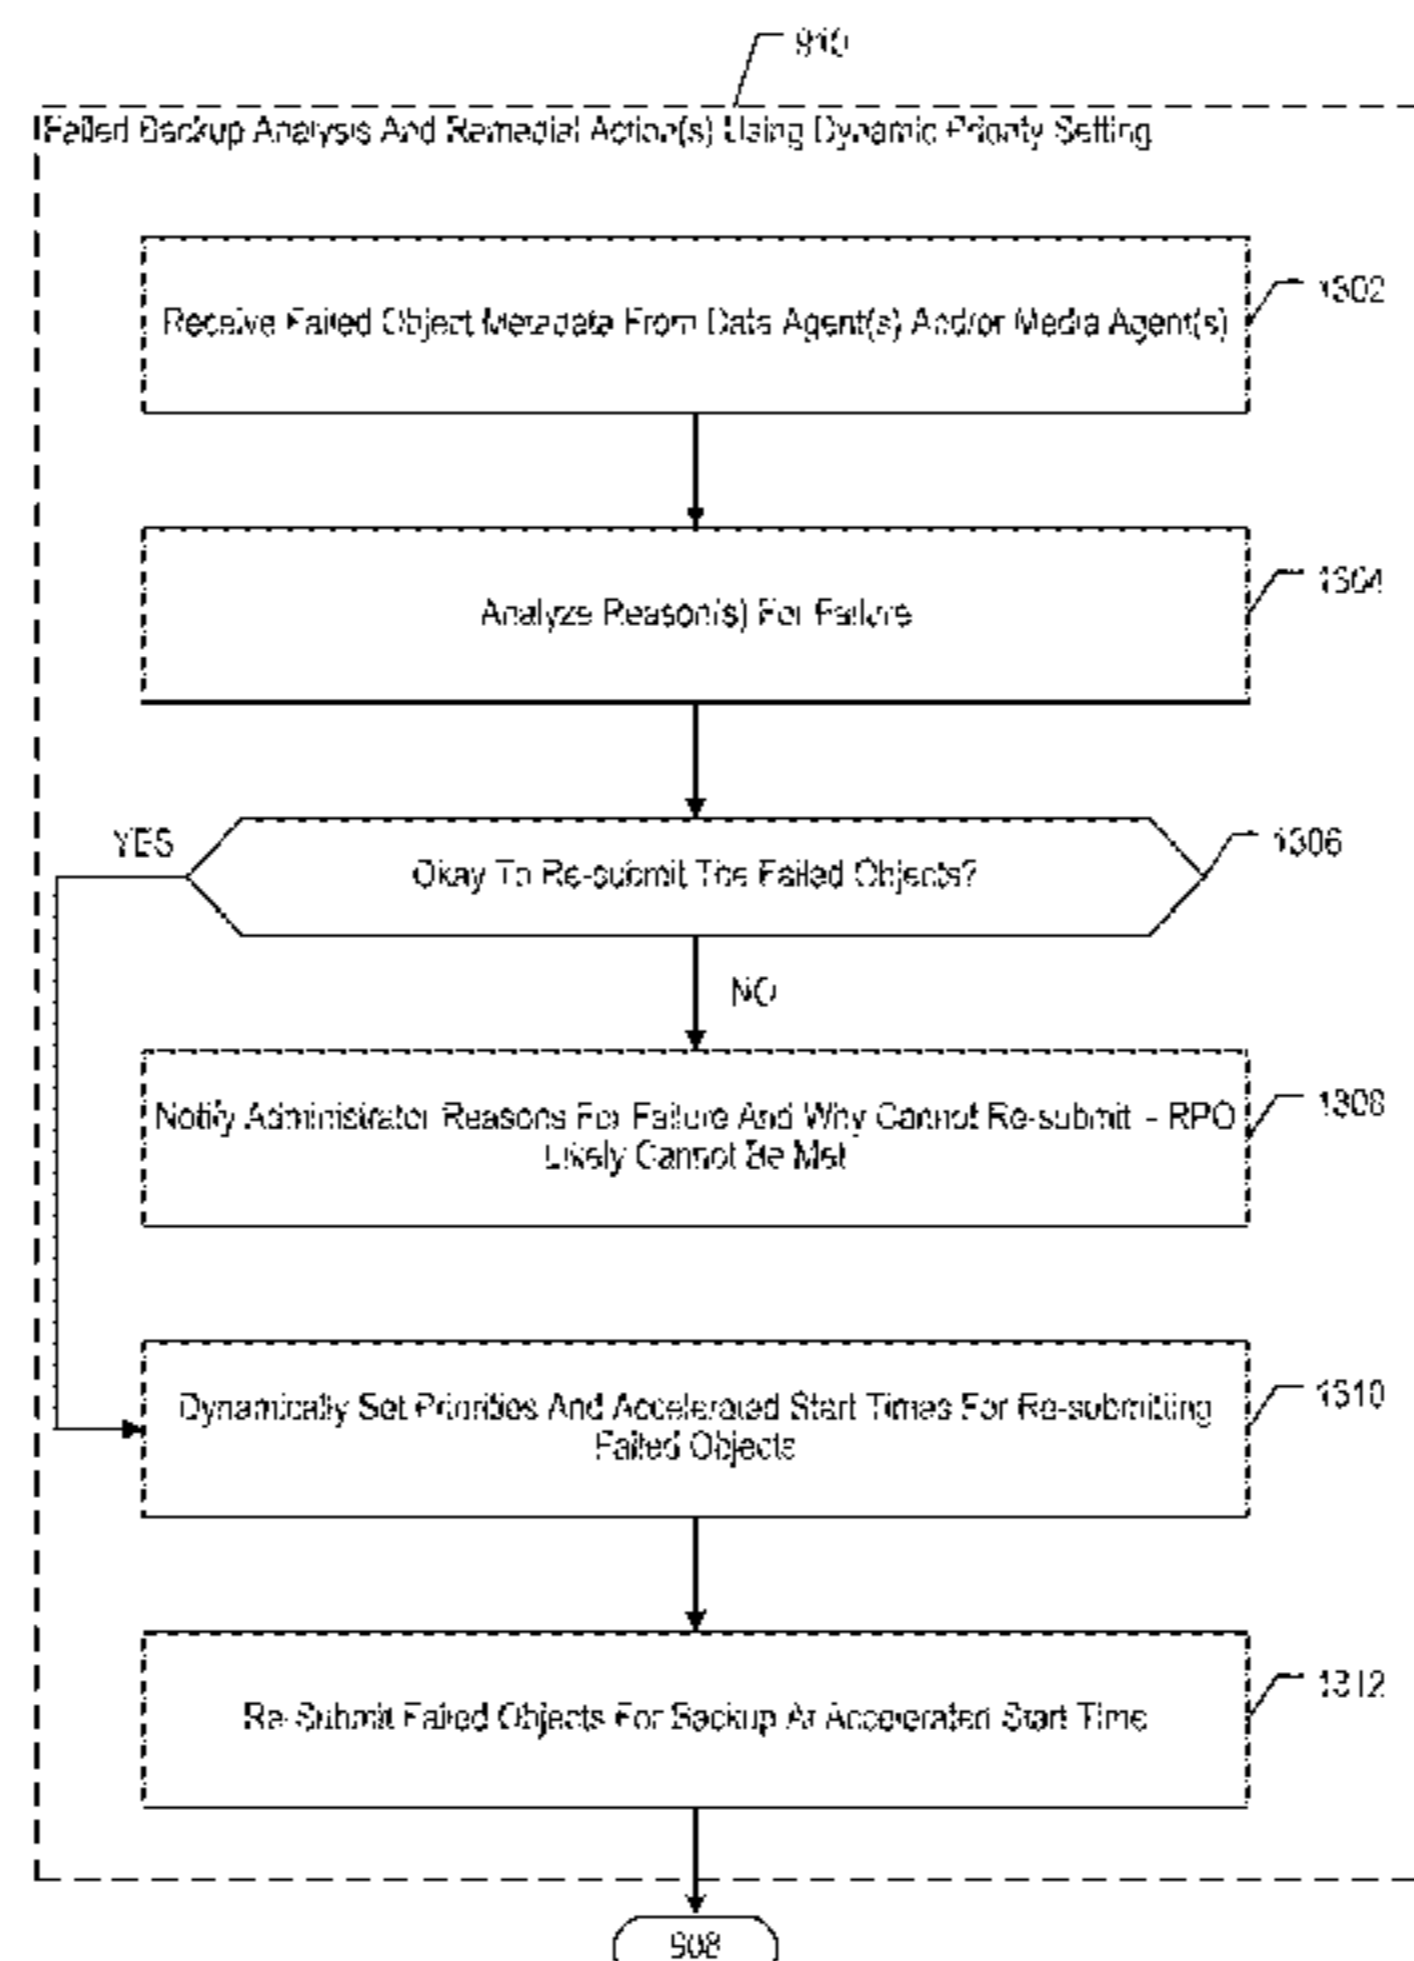 910
Failed Backup Analysis And Remedial Action(s) Using Dynamic Priority Setting
1302
Receive Failed Object Metadata From Data Agent(s) And/or Media Agent(s)
1304
Analyze Reason(s) For Failure
YES
1306
Okay To Re-submit The Failed Objects?
NO
1308
Notify Administrator Reasons For Failure And Why Cannot Re-submit – RPO
Likely Cannot Be Met
1310
Dynamically Set Priorities And Accelerated Start Times For Re-submitting
Failed Objects
1312
Re-Submit Failed Objects For Backup At Accelerated Start Time
908